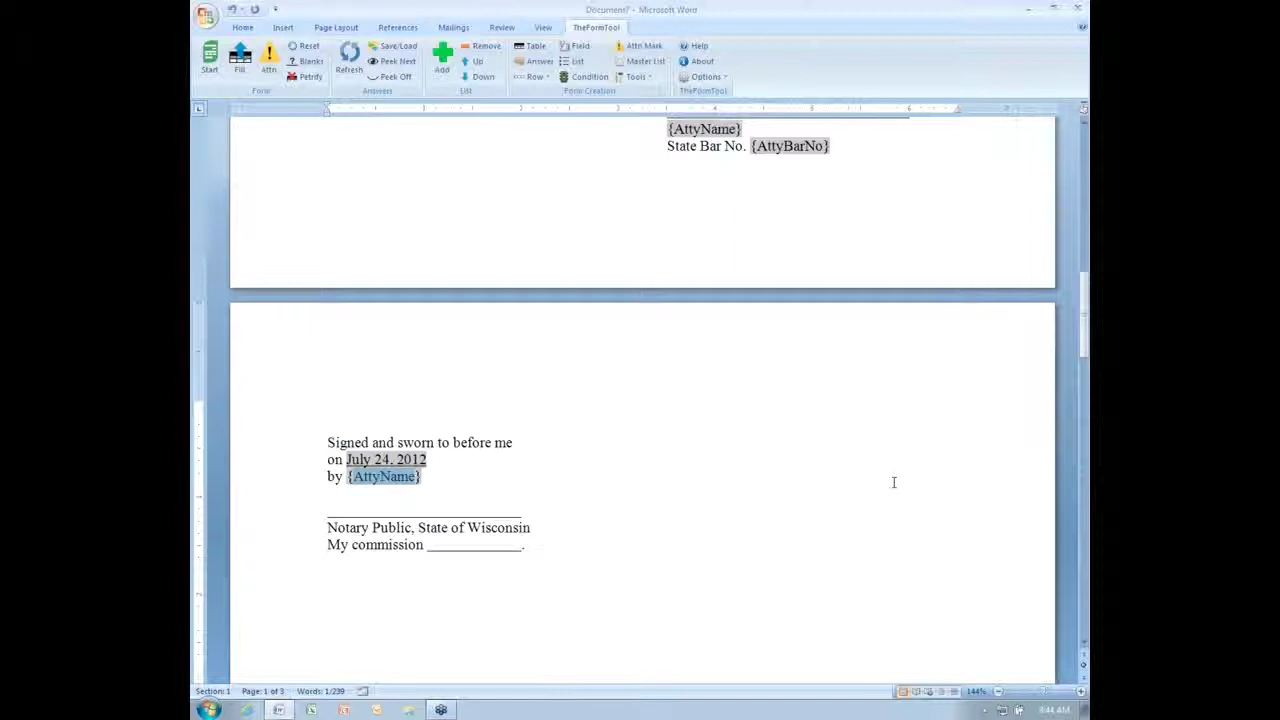 Document7 - Microsoft Word
Home Insert Page Layout References Mailings Review View TheFormTool
Start Fill Attn Reset Blanks Petrify
Form
Refresh Save/Load Peek Next Peek Off
Answers
Add Remove Up Down
List
Table Answer Row Field List Condition Attn Mark Master List Tools
Form Creation
Help About Options
TheFormTool
{AttyName}
State Bar No. {AttyBarNo}
Signed and sworn to before me
on July 24, 2012
by {AttyName}
Notary Public, State of Wisconsin
My commission _____________.
Section: 1 Page: 1 of 3 Words: 1/239 144%
8:44 AM